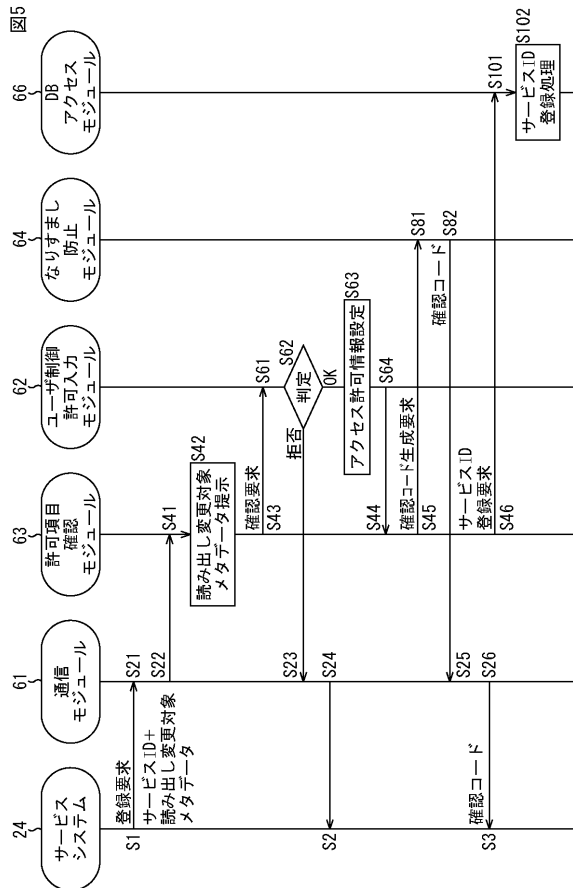 図5
24
サービス
システム
61
通信
モジュール
63
許可項目
確認
モジュール
62
ユーザ制御
許可入力
モジュール
64
なりすまし
防止
モジュール
66
DB
アクセス
モジュール
登録要求
S1
S21
サービスID+
読み出し変更対象
メタデータ
S22
S41
S42
読み出し変更対象
メタデータ提示
確認要求
S43
S61
S62
判定
拒否
OK
S23
S24
S2
S63
アクセス許可情報設定
S64
S44
確認コード生成要求
S45
S81
確認コード
S82
S25
サービスID
登録要求
S46
S101
S26
確認コード
S3
S102
サービスID
登録処理